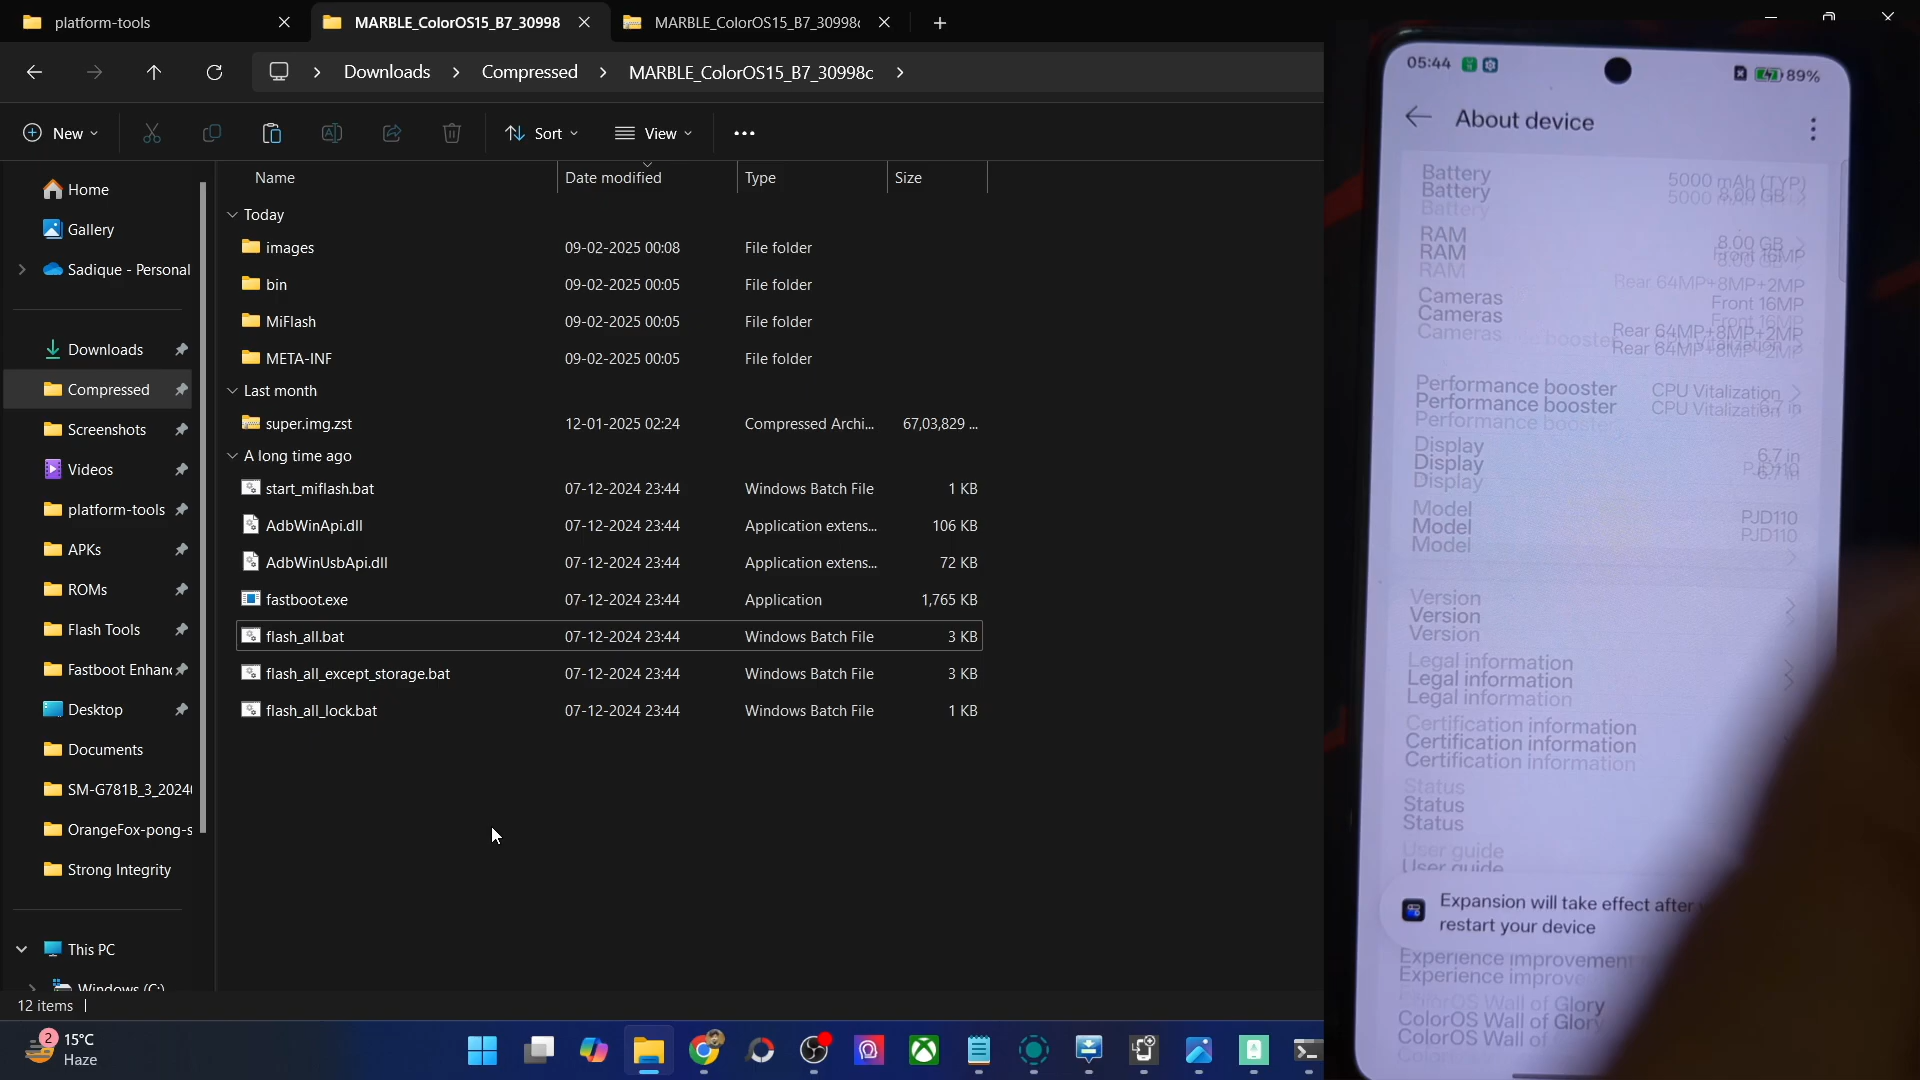 platform-tools
MARBLE_ColorOS15_B7_30998
MARBLE_ColorOS15_B7_30998c
Downloads
Compressed
MARBLE_ColorOS15_B7_30998c
New
Sort
View
Name
Date modified
Type
Size
Home
Gallery
Sadique - Personal
Downloads
Compressed
Screenshots
Videos
platform-tools
APKs
ROMs
Flash Tools
Fastboot Enhanc
Desktop
Documents
SM-G781B_3_2024
OrangeFox-pong-s
Strong Integrity
This PC
Windows (C:)
Today
images 09-02-2025 00:08 File folder
bin 09-02-2025 00:05 File folder
MiFlash 09-02-2025 00:05 File folder
META-INF 09-02-2025 00:05 File folder
Last month
super.img.zst 12-01-2025 02:24 Compressed Archi... 67,03,829 ...
A long time ago
start_miflash.bat 07-12-2024 23:44 Windows Batch File 1 KB
AdbWinApi.dll 07-12-2024 23:44 Application extens... 106 KB
AdbWinUsbApi.dll 07-12-2024 23:44 Application extens... 72 KB
fastboot.exe 07-12-2024 23:44 Application 1,765 KB
flash_all.bat 07-12-2024 23:44 Windows Batch File 3 KB
flash_all_except_storage.bat 07-12-2024 23:44 Windows Batch File 3 KB
flash_all_lock.bat 07-12-2024 23:44 Windows Batch File 1 KB
12 items
2
15°C
Haze
05:44
89%
About device
Battery 5000 mAh (TYP)
RAM 8.00 GB
Cameras Front 16MP
Rear 64MP+8MP+2MP
Performance booster CPU Vitalization
Display 6.7 in
Model PJD110
Version
Legal information
Certification information
Status
User guide
Expansion will take effect after
restart your device
Experience improvement
ColorOS Wall of Glory